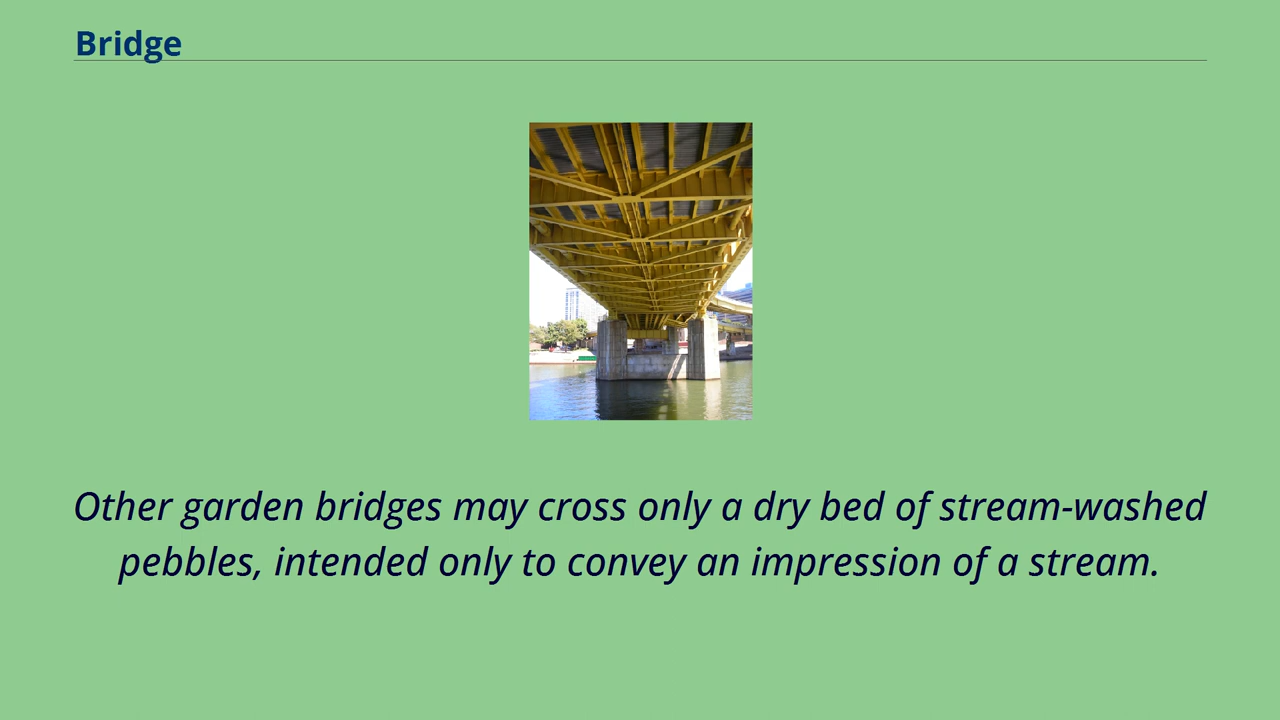 Bridge
Other garden bridges may cross only a dry bed of stream-washed
pebbles, intended only to convey an impression of a stream.